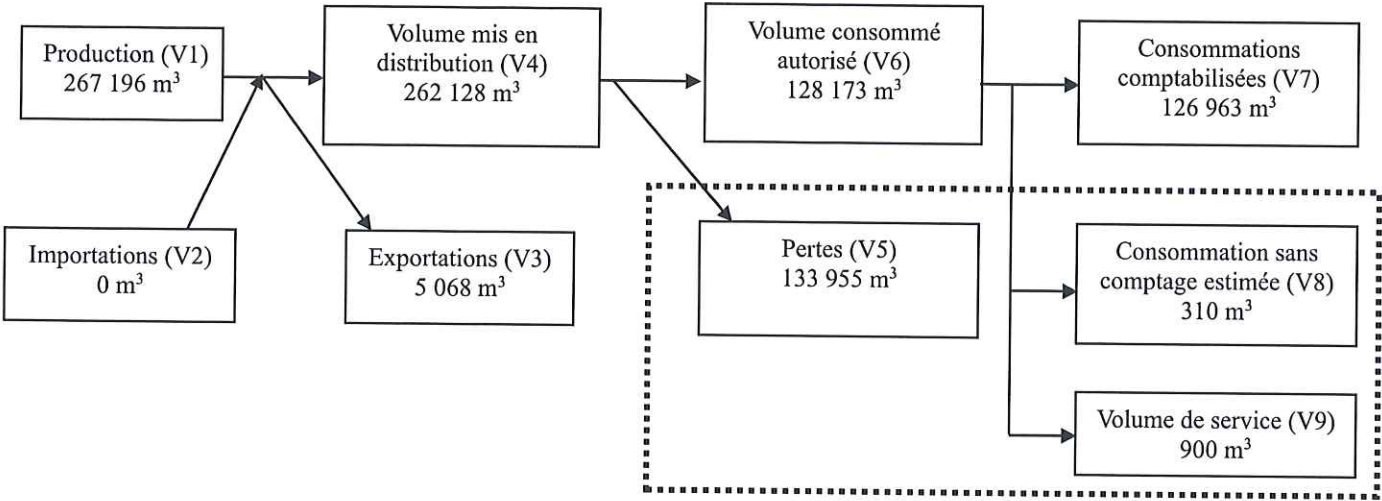 Production (V1)
267 196 m³
Volume mis en
distribution (V4)
262 128 m³
Volume consommé
autorisé (V6)
128 173 m³
Consommations
comptabilisées (V7)
126 963 m³
Importations (V2)
0 m³
Exportations (V3)
5 068 m³
Pertes (V5)
133 955 m³
Consommation sans
comptage estimée (V8)
310 m³
Volume de service (V9)
900 m³